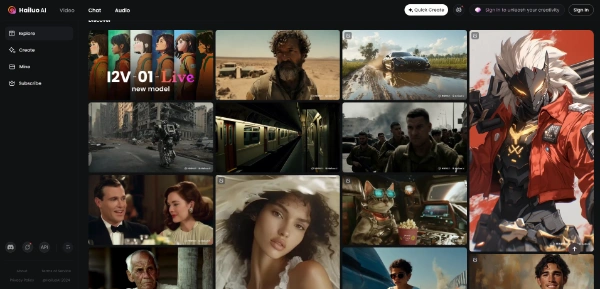 Hailuo AI
Video
Chat
Audio
Quick Create
Sign in to unleash your creativity
Sign In
Discover
Explore
Create
Mine
Subscribe
I2V-01-Live
new model
API